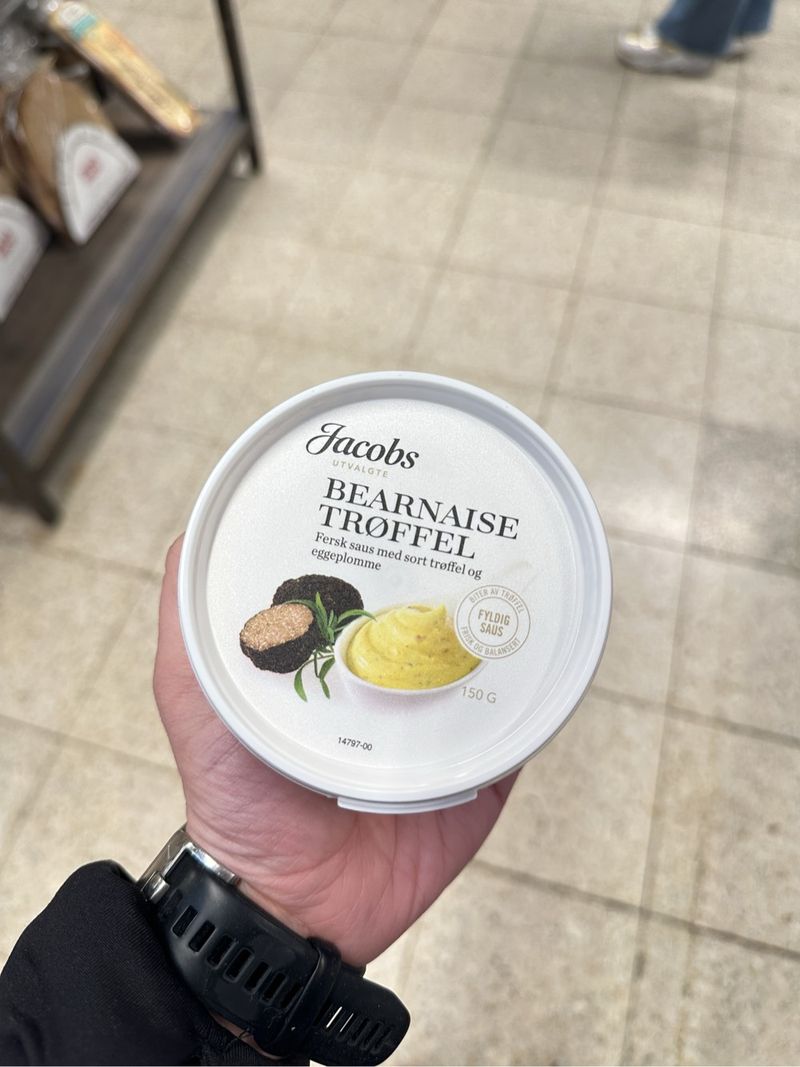 Jacobs
UTVALGTE
BEARNAISE
TRØFFEL
Fersk saus med sort trøffel og
eggeplomme
BITER AV TRØFFEL
FYLDIG
SAUS
FRISK OG BALANSERT
150 G
14797-00